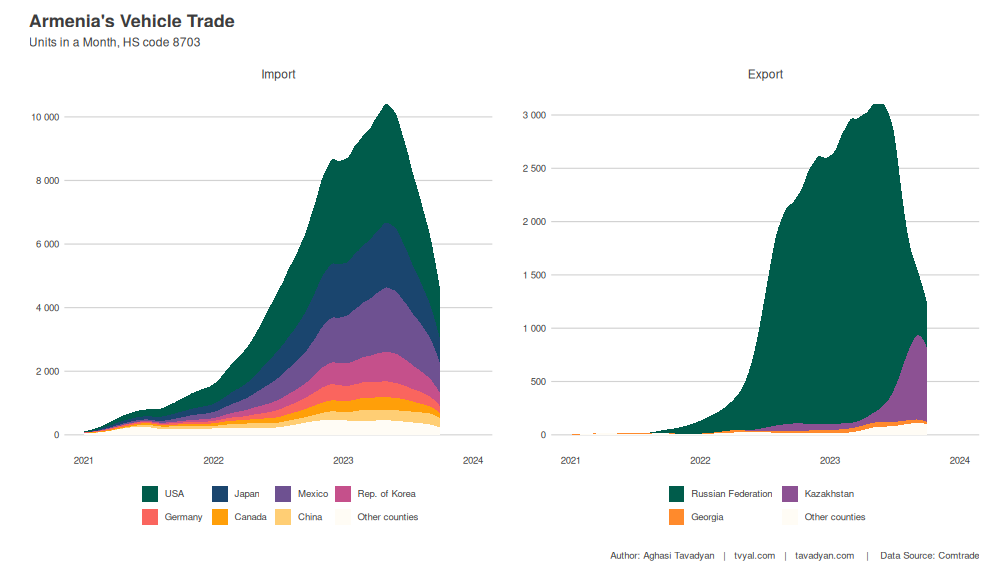 Armenia's Vehicle Trade
Units in a Month, HS code 8703
Import
10 000
8 000
6 000
4 000
2 000
0
2021 2022 2023 2024
USA Japan Mexico Rep. of Korea
Germany Canada China Other counties
Export
3 000
2 500
2 000
1 500
1 000
500
0
2021 2022 2023 2024
Russian Federation Kazakhstan
Georgia Other counties
Author: Aghasi Tavadyan | tvyal.com | tavadyan.com | Data Source: Comtrade